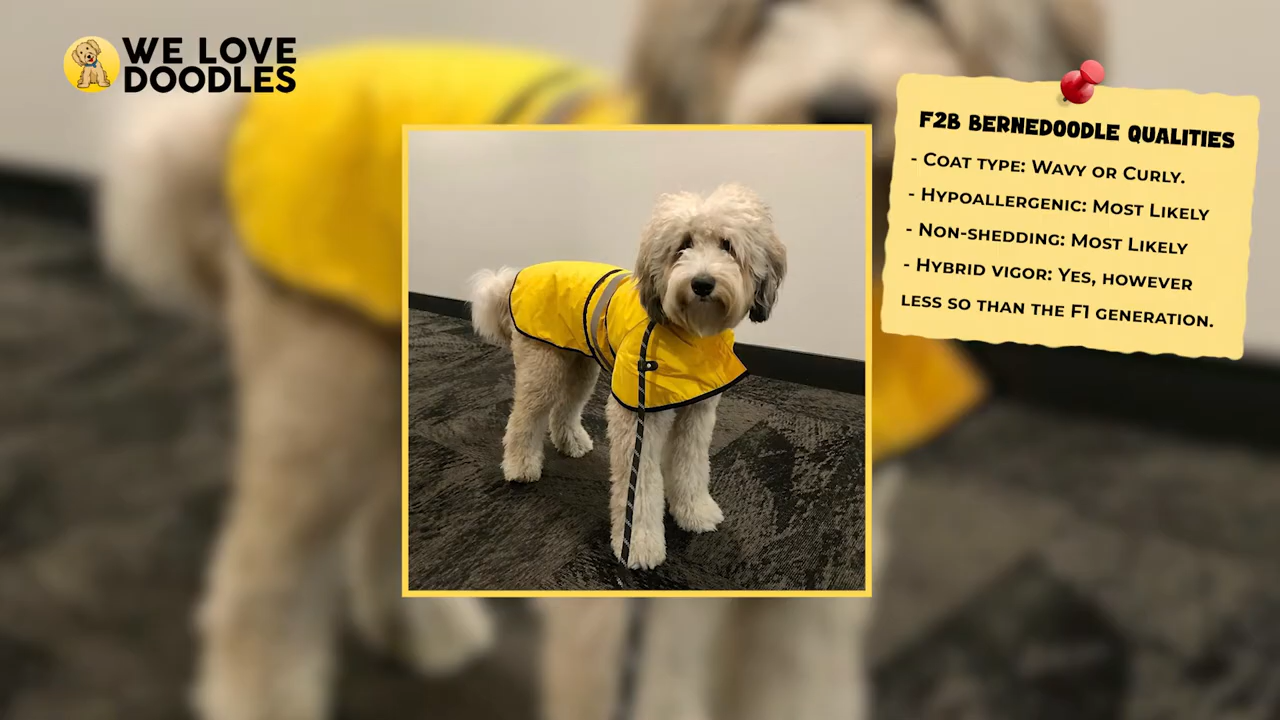 WE LOVE
DOODLES
F2B BERNEDOODLE QUALITIES
- COAT TYPE: WAVY OR CURLY.
- HYPOALLERGENIC: MOST LIKELY
- NON-SHEDDING: MOST LIKELY
- HYBRID VIGOR: YES, HOWEVER
LESS SO THAN THE F1 GENERATION.